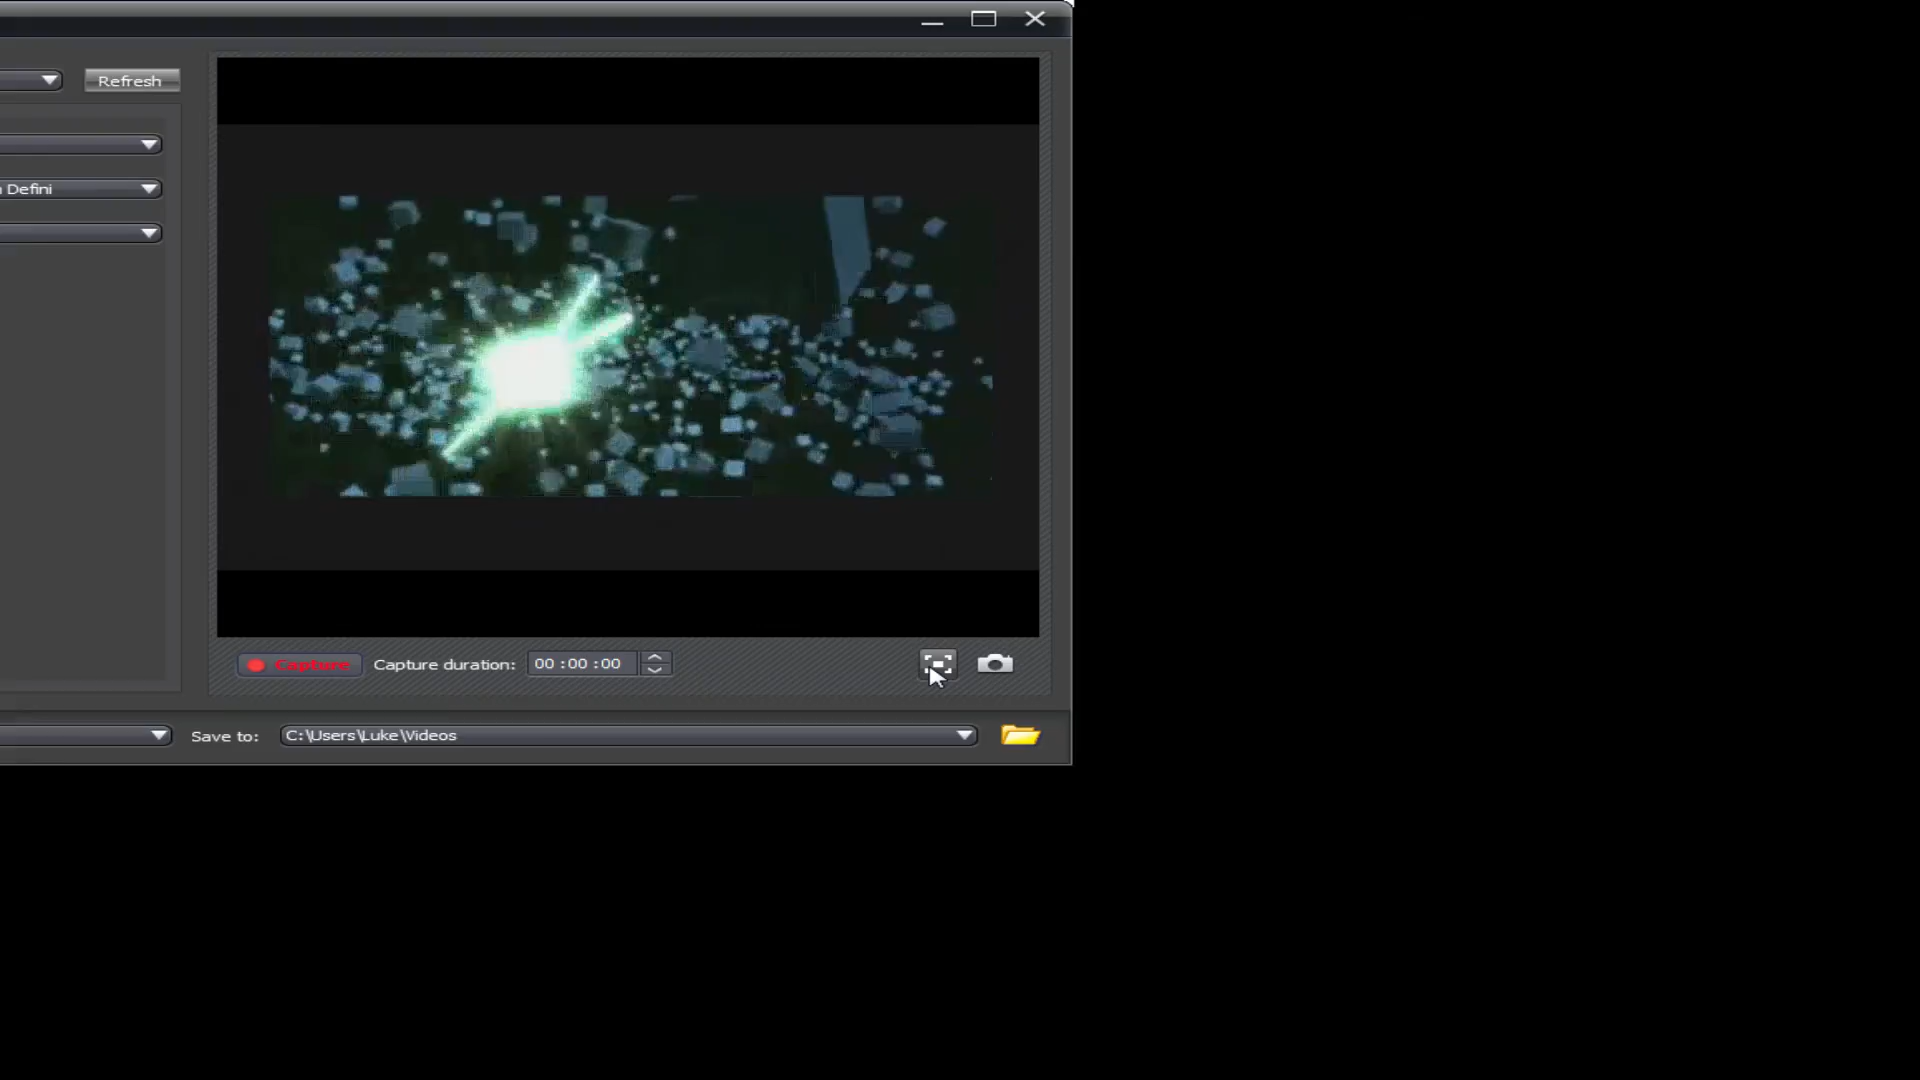 Refresh
Defini
Capture
Capture duration:
00 :00 :00
Save to:
C:\Users\Luke\Videos